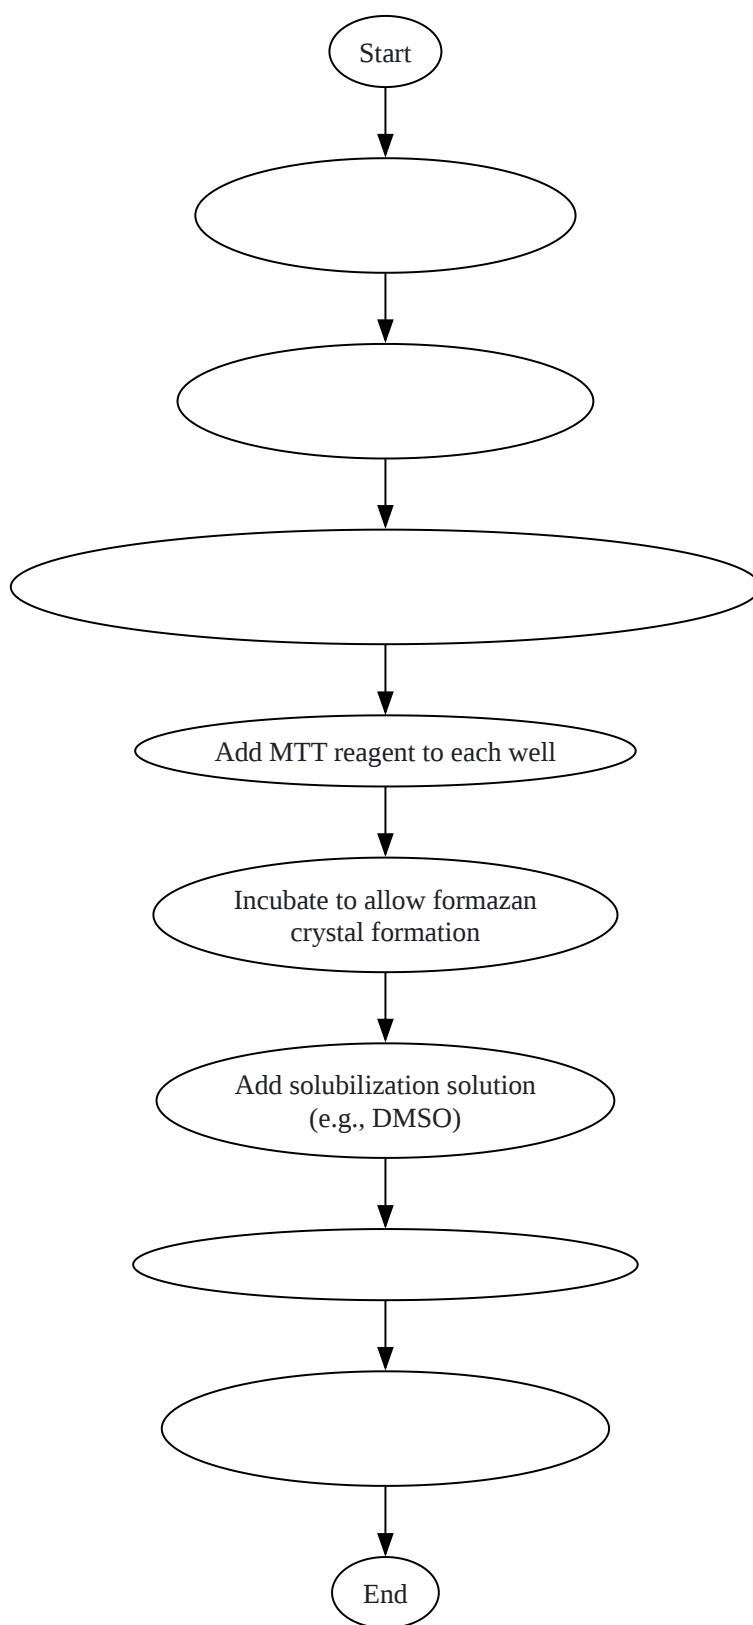 Start
Add MTT reagent to each well
Incubate to allow formazan
crystal formation
Add solubilization solution
(e.g., DMSO)
End